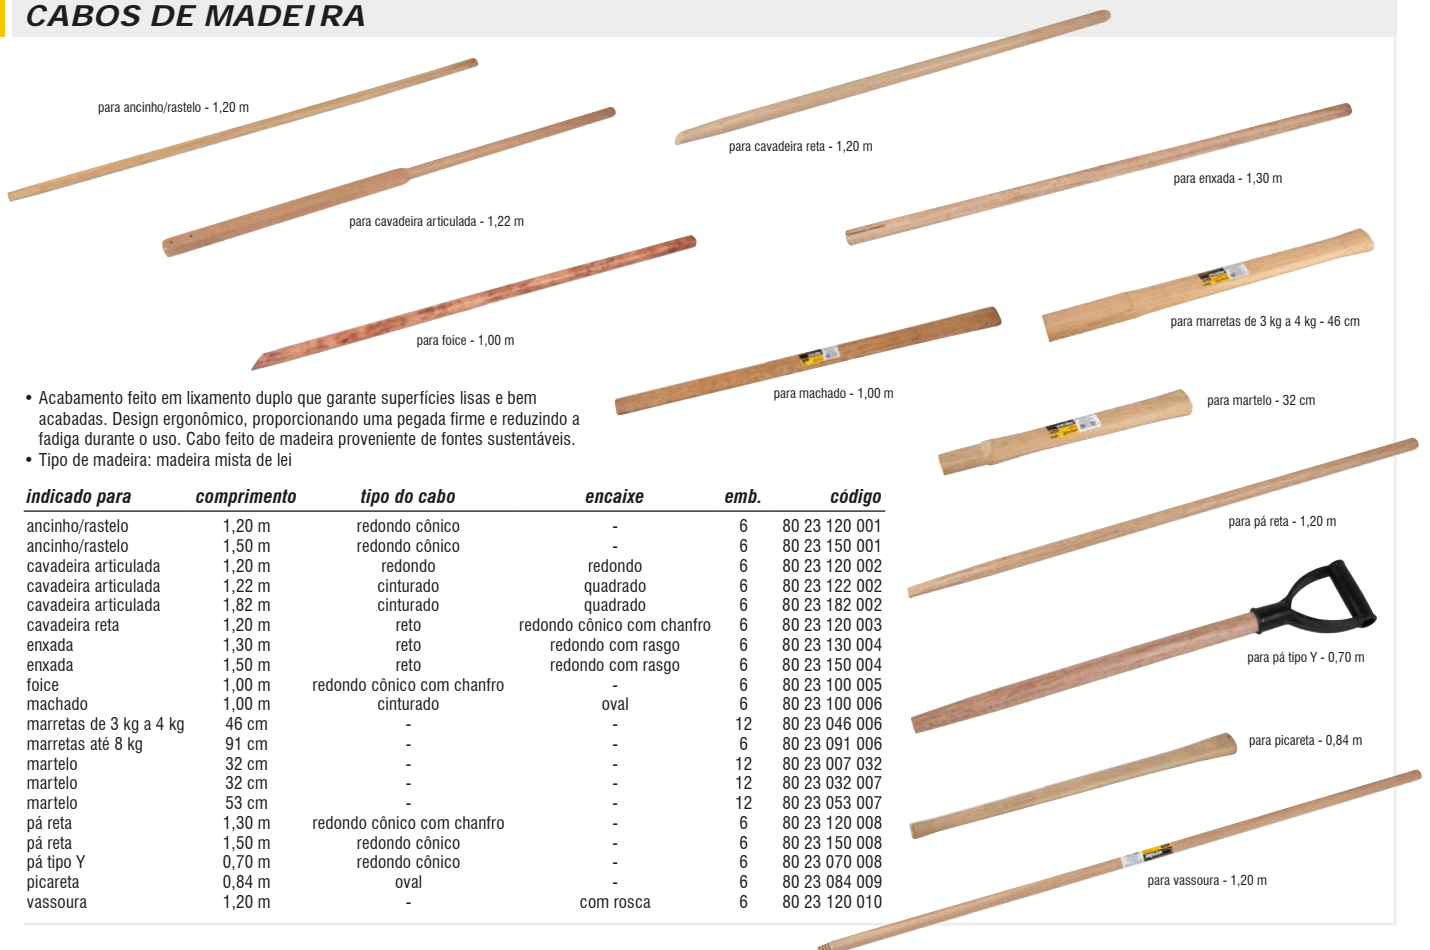 CABOS DE MADEIRA
para ancinho/rastelo - 1,20 m
para cavadeira reta - 1,20 m
para enxada - 1,30 m
para cavadeira articulada - 1,22 m
para marretas de 3 kg a 4 kg - 46 cm
para foice - 1,00 m
para machado - 1,00 m
para martelo - 32 cm
• Acabamento feito em lixamento duplo que garante superfícies lisas e bem
acabadas. Design ergonômico, proporcionando uma pegada firme e reduzindo a
fadiga durante o uso. Cabo feito de madeira proveniente de fontes sustentáveis.
• Tipo de madeira: madeira mista de lei
indicado para comprimento tipo do cabo encaixe emb. código
ancinho/rastelo 1,20 m redondo cônico - 6 80 23 120 001
ancinho/rastelo 1,50 m redondo cônico - 6 80 23 150 001
cavadeira articulada 1,20 m redondo redondo 6 80 23 120 002
cavadeira articulada 1,22 m cinturado quadrado 6 80 23 122 002
cavadeira articulada 1,82 m cinturado quadrado 6 80 23 182 002
cavadeira reta 1,20 m reto redondo cônico com chanfro 6 80 23 120 003
enxada 1,30 m reto redondo com rasgo 6 80 23 130 004
enxada 1,50 m reto redondo com rasgo 6 80 23 150 004
foice 1,00 m redondo cônico com chanfro - 6 80 23 100 005
machado 1,00 m cinturado oval 6 80 23 100 006
marretas de 3 kg a 4 kg 46 cm - - 12 80 23 046 006
marretas até 8 kg 91 cm - - 6 80 23 091 006
martelo 32 cm - - 12 80 23 007 032
martelo 32 cm - - 12 80 23 032 007
martelo 53 cm - - 12 80 23 053 007
pá reta 1,30 m redondo cônico com chanfro - 6 80 23 120 008
pá reta 1,50 m redondo cônico - 6 80 23 150 008
pá tipo Y 0,70 m redondo cônico - 6 80 23 070 008
picareta 0,84 m oval - 6 80 23 084 009
vassoura 1,20 m - com rosca 6 80 23 120 010
para pá reta - 1,20 m
para pá tipo Y - 0,70 m
para picareta - 0,84 m
para vassoura - 1,20 m